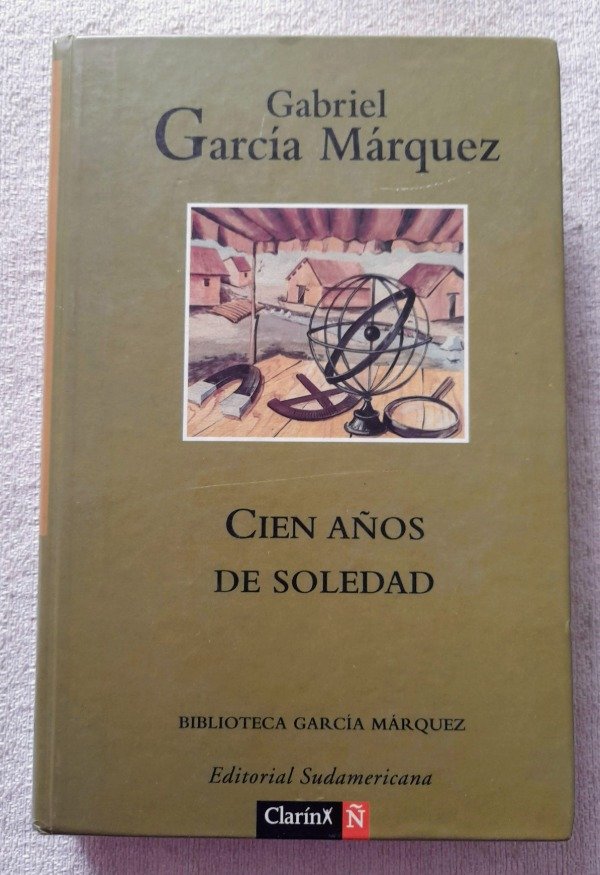 Gabriel
García Márquez
CIEN AÑOS
DE SOLEDAD
BIBLIOTECA GARCÍA MÁRQUEZ
Editorial Sudamericana
Clarín Ñ